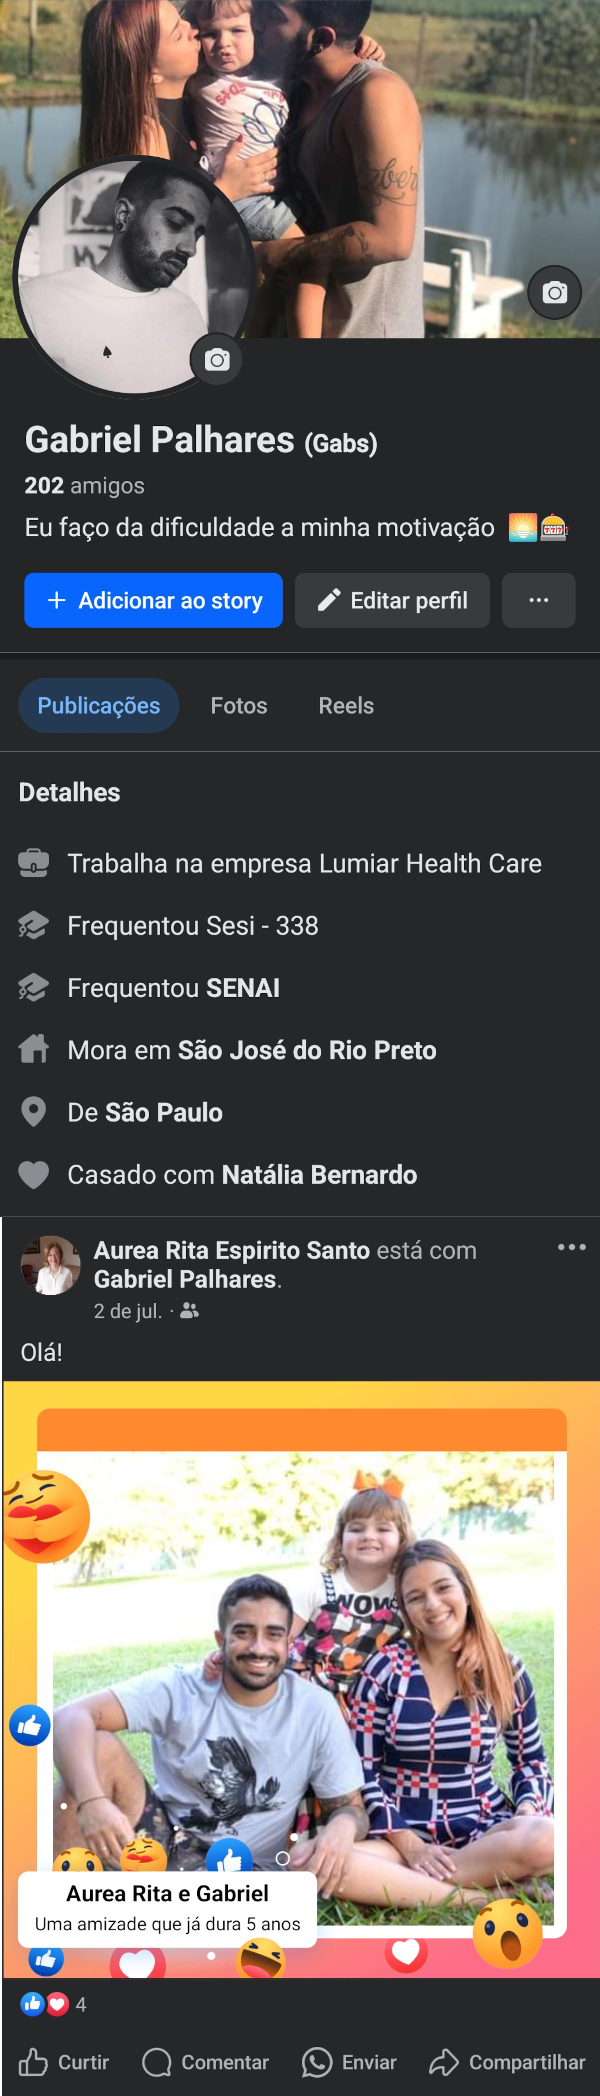 Gabriel Palhares (Gabs)
202 amigos
Eu faço da dificuldade a minha motivação 🌅🎰
+ Adicionar ao story
Editar perfil
Publicações
Fotos
Reels
Detalhes
Trabalha na empresa Lumiar Health Care
Frequentou Sesi - 338
Frequentou SENAI
Mora em São José do Rio Preto
De São Paulo
Casado com Natália Bernardo
Aurea Rita Espirito Santo está com
Gabriel Palhares.
2 de jul. ·
Olá!
WOW
Aurea Rita e Gabriel
Uma amizade que já dura 5 anos
4
Curtir
Comentar
Enviar
Compartilhar